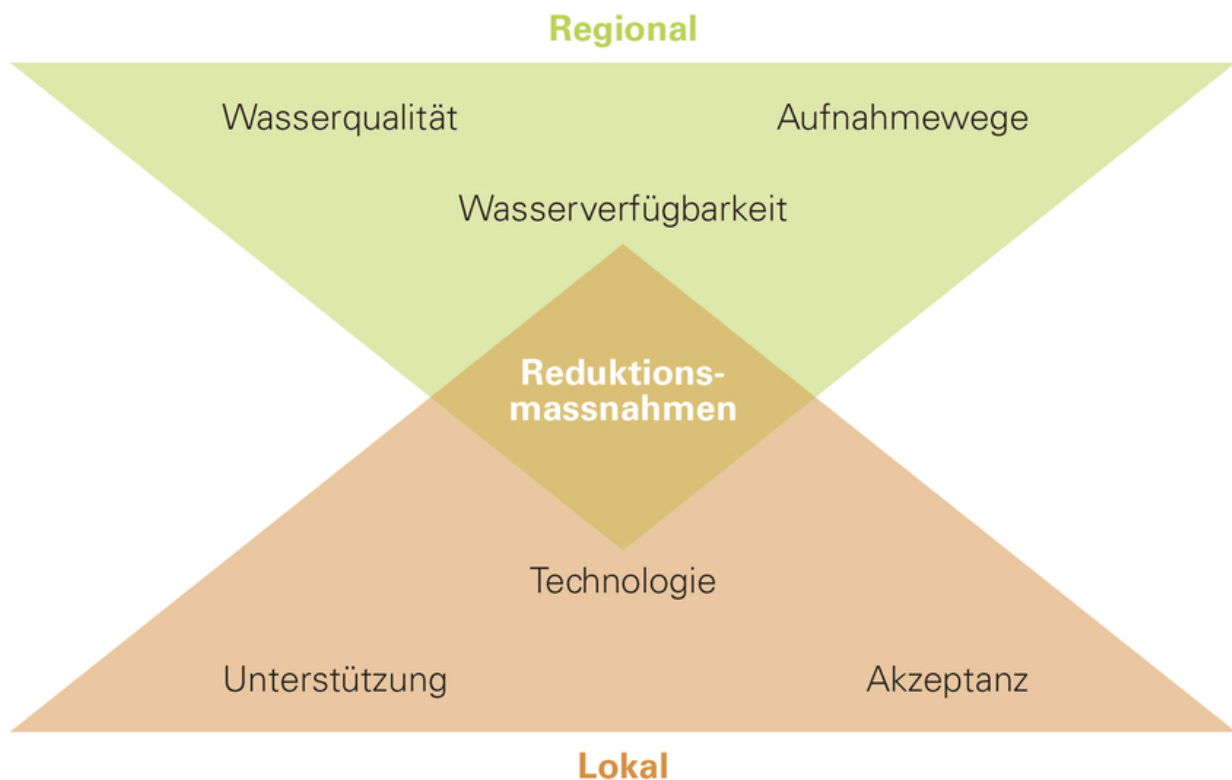 Regional
Wasserqualität Aufnahmewege
Wasserverfügbarkeit
Reduktions-
massnahmen
Technologie
Unterstützung Akzeptanz
Lokal